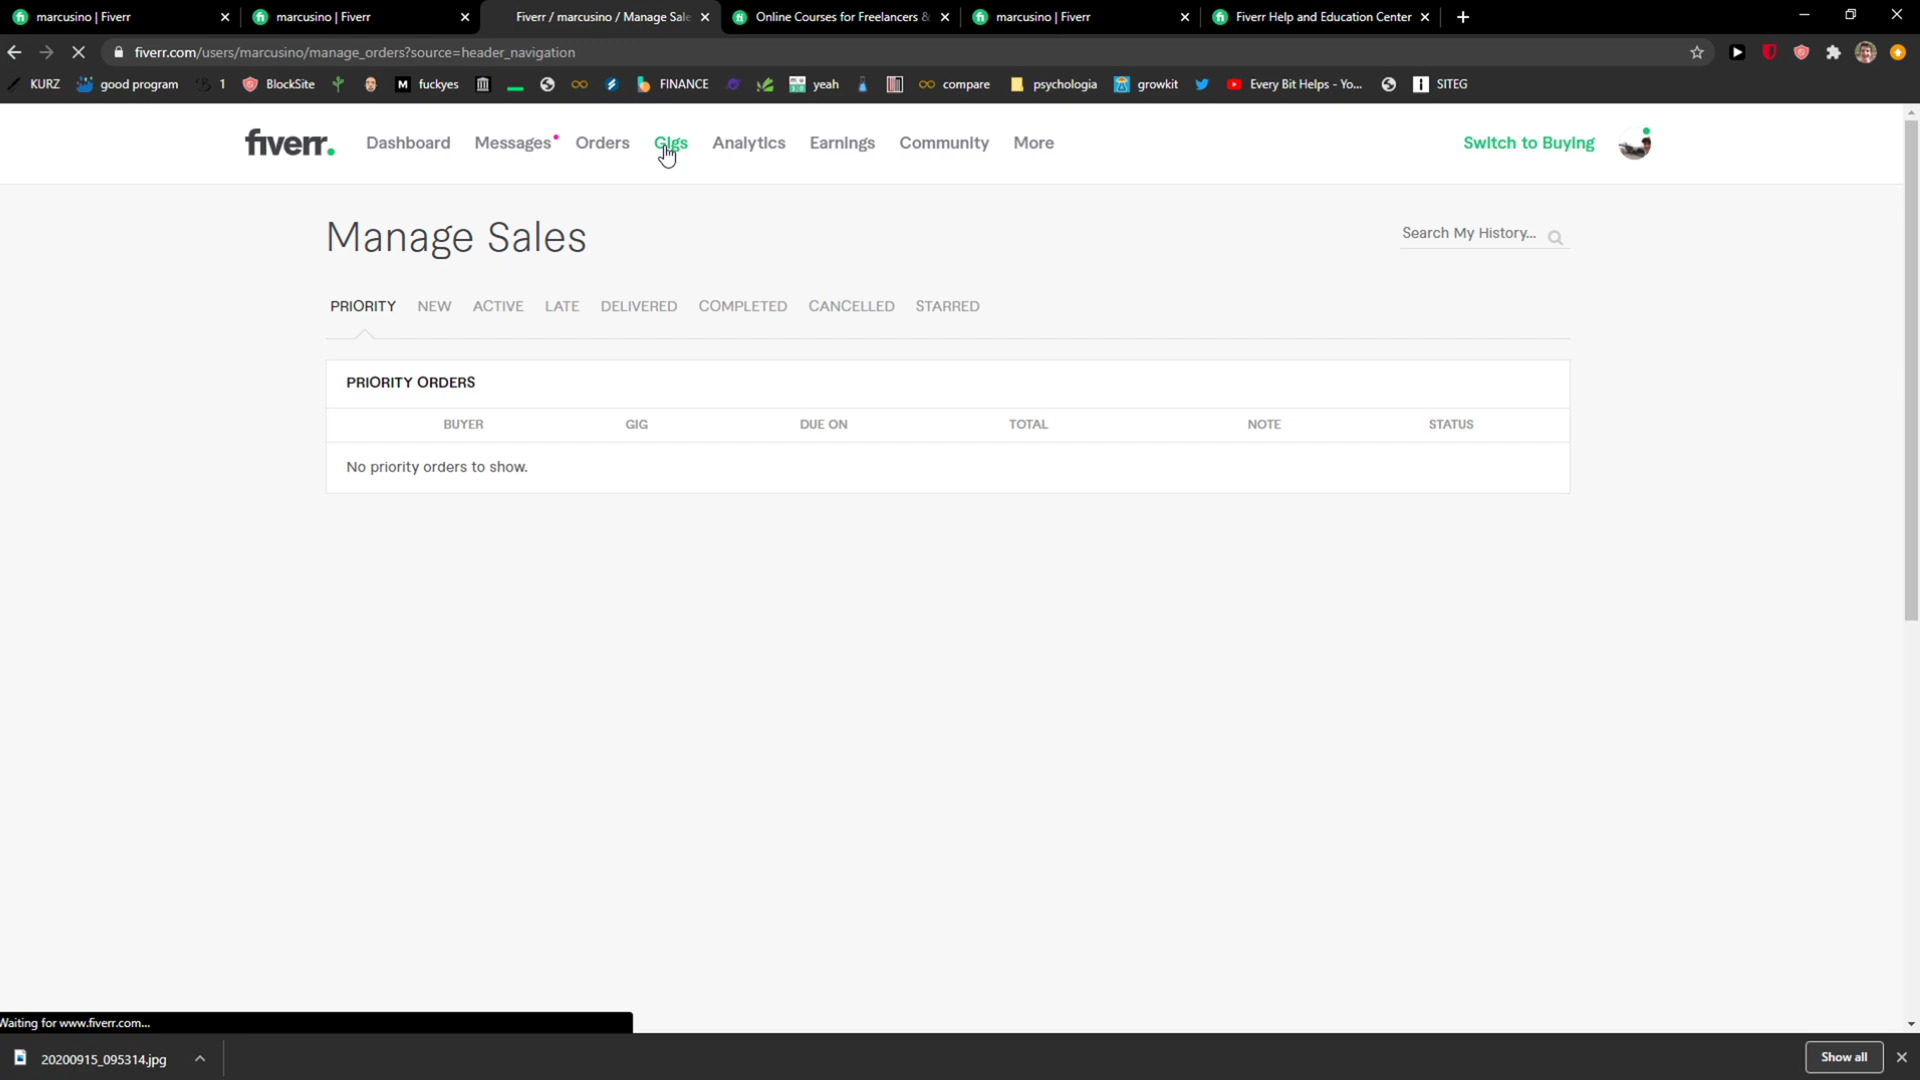 marcusino | Fiverr
marcusino | Fiverr
Fiverr / marcusino / Manage Sale
Online Courses for Freelancers &
marcusino | Fiverr
Fiverr Help and Education Center
fiverr.com/users/marcusino/manage_orders?source=header_navigation
KURZ good program 1 BlockSite M fuckyes FINANCE yeah compare psychologia growkit Every Bit Helps - Yo... SITEG
fiverr. Dashboard Messages Orders Gigs Analytics Earnings Community More Switch to Buying
Manage Sales
Search My History...
PRIORITY NEW ACTIVE LATE DELIVERED COMPLETED CANCELLED STARRED
PRIORITY ORDERS
BUYER GIG DUE ON TOTAL NOTE STATUS
No priority orders to show.
Waiting for www.fiverr.com...
20200915_095314.jpg
Show all